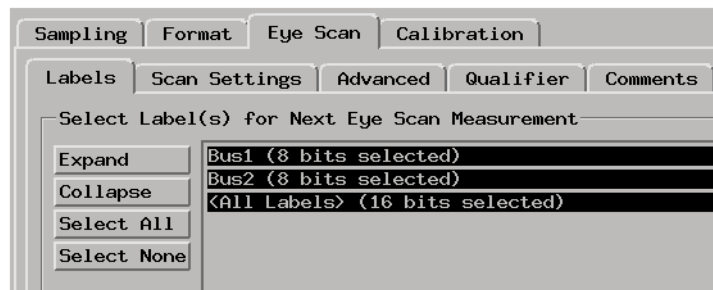 Sampling Format Eye Scan Calibration
Labels Scan Settings Advanced Qualifier Comments
Select Label(s) for Next Eye Scan Measurement
Expand
Collapse
Select All
Select None
Bus1 (8 bits selected)
Bus2 (8 bits selected)
<All Labels> (16 bits selected)